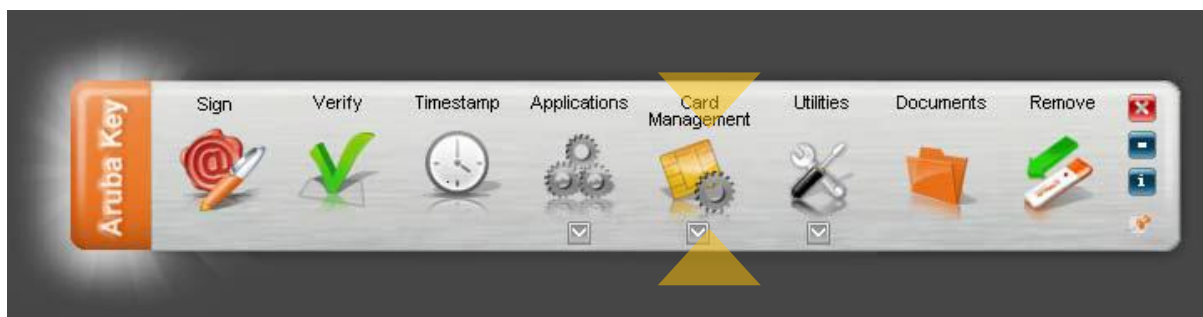 Aruba Key
Sign
Verify
Timestamp
Applications
Card
Management
Utilities
Documents
Remove